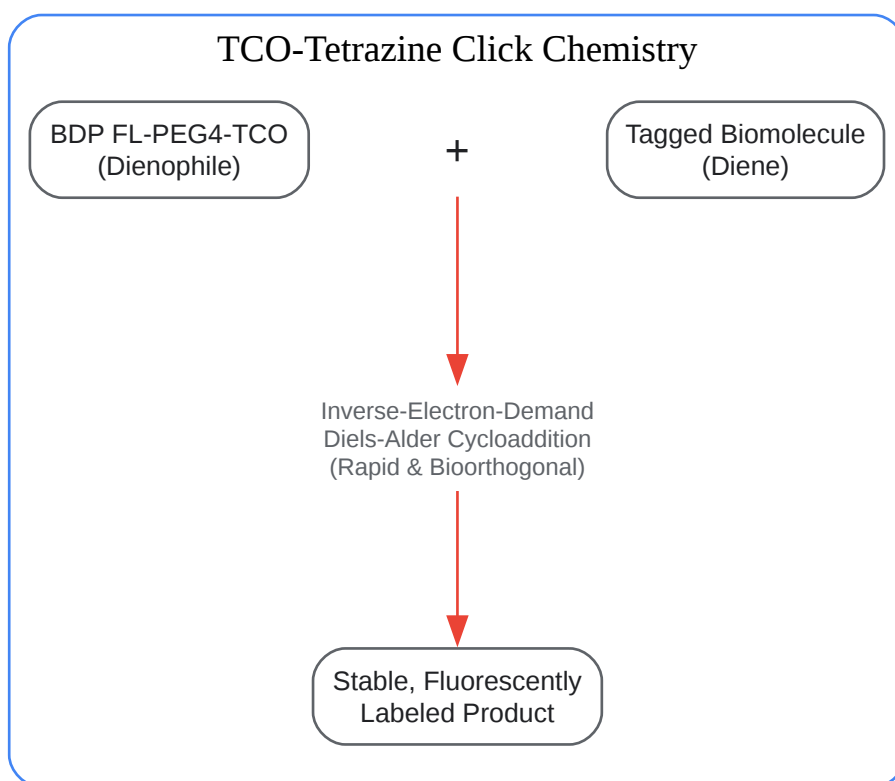 TCO-Tetrazine Click Chemistry
BDP FL-PEG4-TCO
(Dienophile)
+
Tagged Biomolecule
(Diene)
Inverse-Electron-Demand
Diels-Alder Cycloaddition
(Rapid & Bioorthogonal)
Stable, Fluorescently
Labeled Product